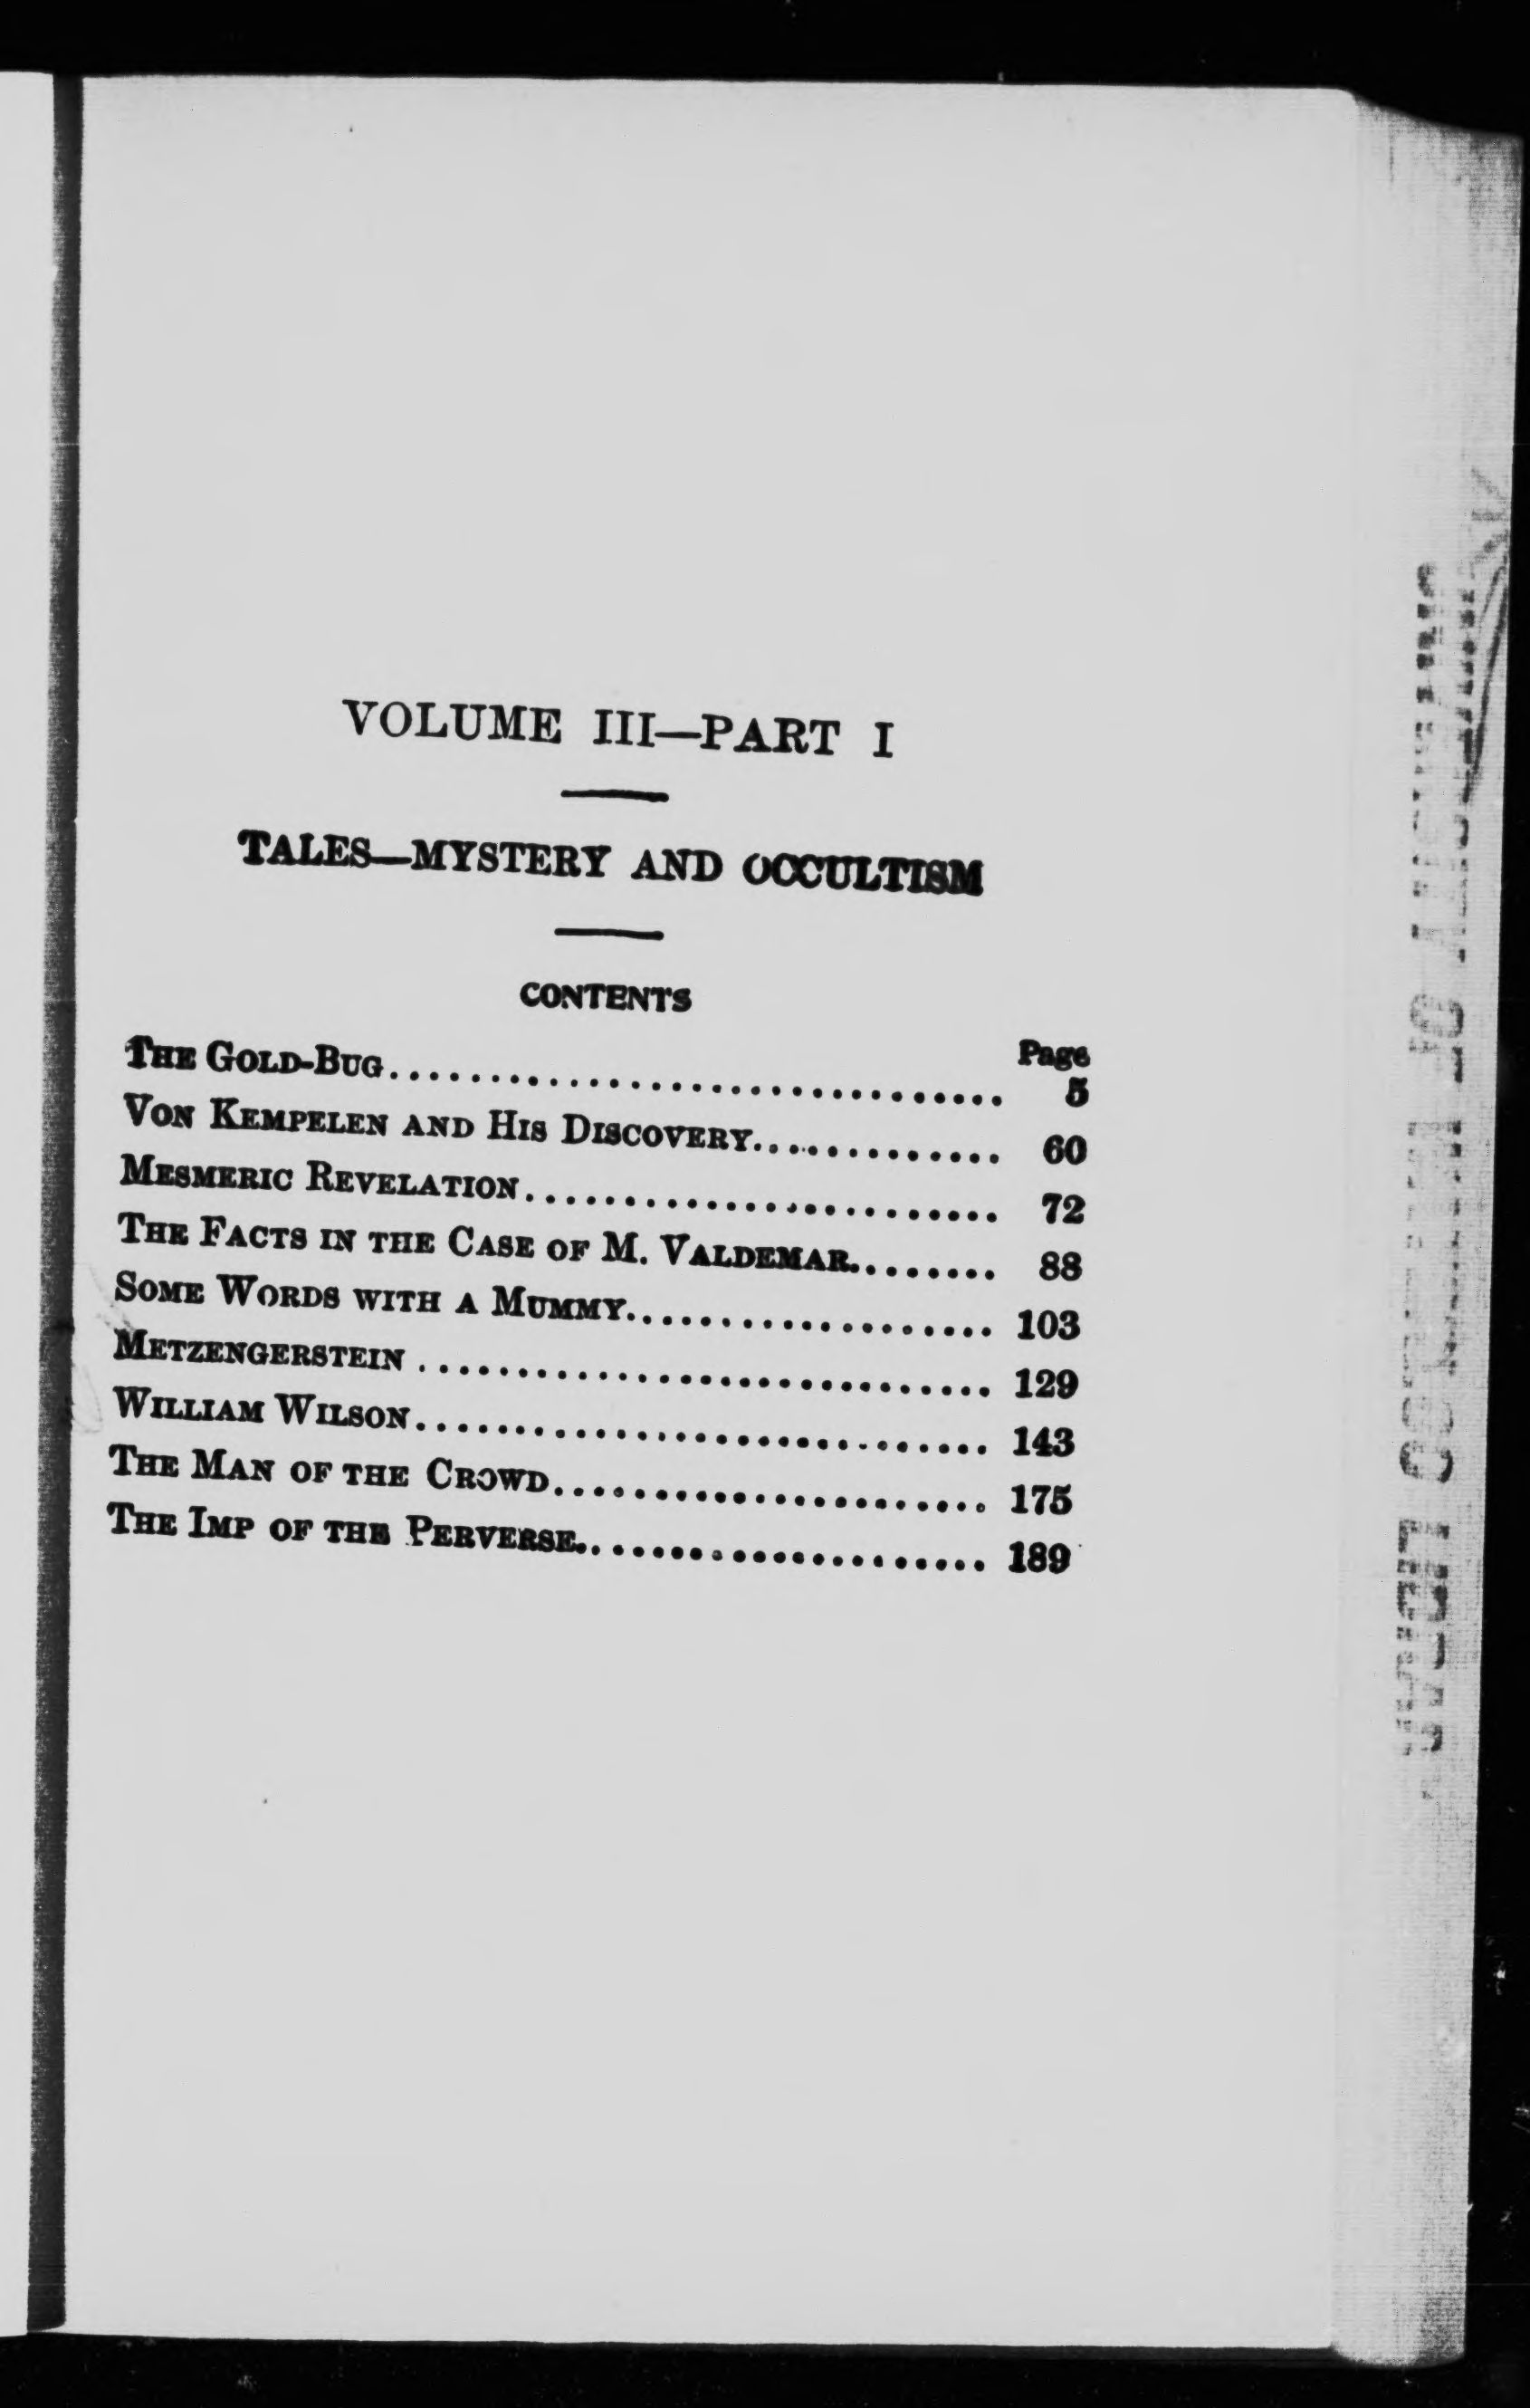 VOLUME III—PART I
TALES—MYSTERY AND OCCULTISM
CONTENTS
Page
THE GOLD-BUG................................ 5
VON KEMPELEN AND HIS DISCOVERY............. 60
MESMERIC REVELATION........................ 72
THE FACTS IN THE CASE OF M. VALDEMAR........ 88
SOME WORDS WITH A MUMMY................... 103
METZENGERSTEIN ............................. 129
WILLIAM WILSON............................. 143
THE MAN OF THE CROWD...................... 175
THE IMP OF THE PERVERSE..................... 189